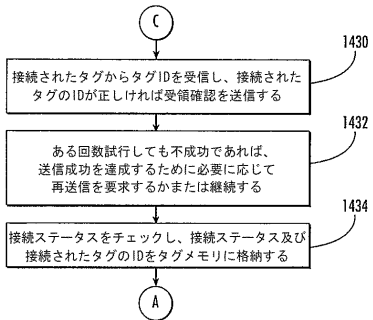 C
1430
接続されたタグからタグIDを受信し、接続された
タグのIDが正しければ受領確認を送信する
1432
ある回数試行しても不成功であれば、
送信成功を達成するために必要に応じて
再送信を要求するかまたは継続する
1434
接続ステータスをチェックし、接続ステータス及び
接続されたタグのIDをタグメモリに格納する
A